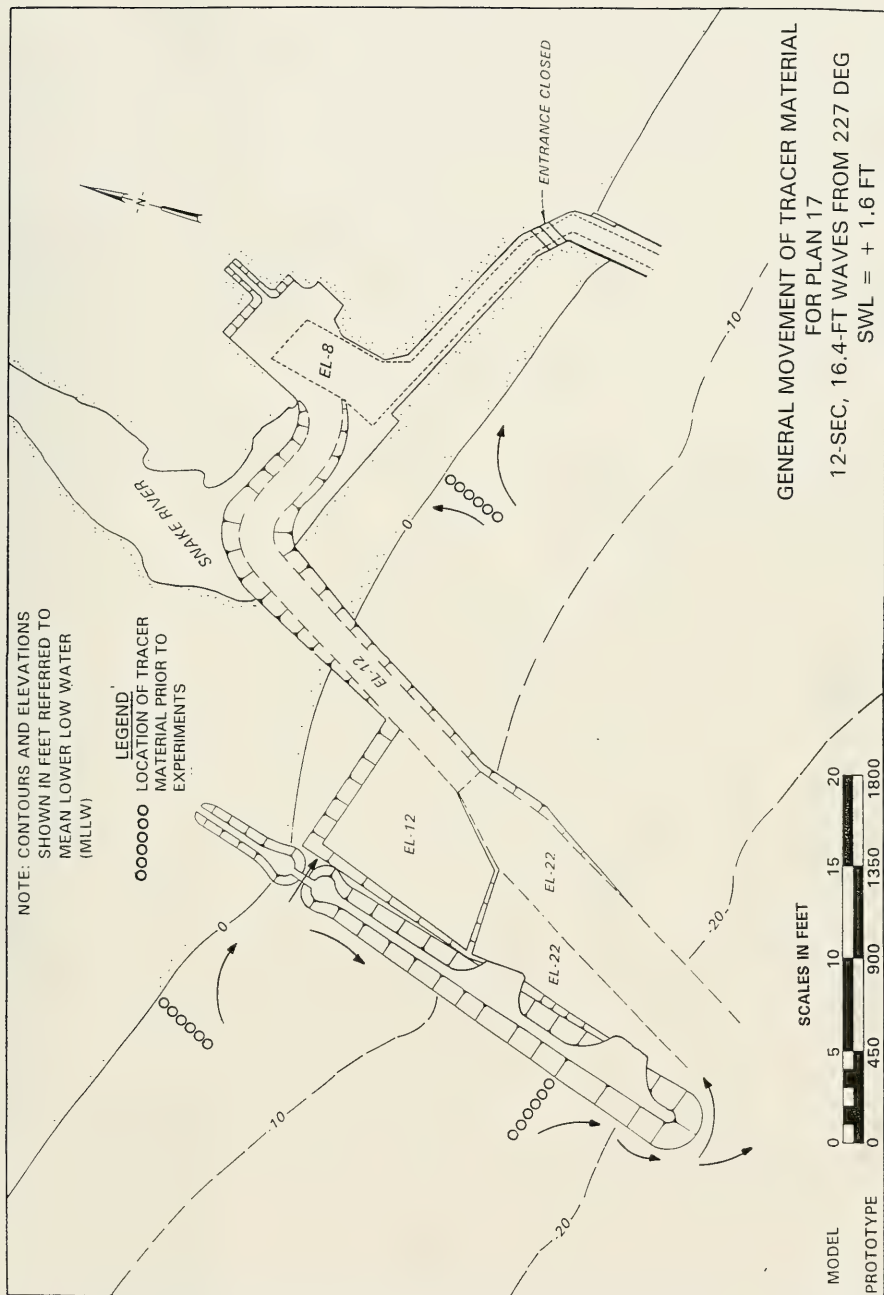 NOTE: CONTOURS AND ELEVATIONS
SHOWN IN FEET REFERRED TO
MEAN LOWER LOW WATER
(MLLW)
LEGEND
LOCATION OF TRACER
MATERIAL PRIOR TO
EXPERIMENTS
SNAKE RIVER
N
EL-8
ENTRANCE CLOSED
EL-12
EL-12
EL-22
EL-22
0
0
0
-10
-10
-20
-20
GENERAL MOVEMENT OF TRACER MATERIAL
FOR PLAN 17
12-SEC, 16.4-FT WAVES FROM 227 DEG
SWL = + 1.6 FT
SCALES IN FEET
MODEL 0 5 10 15 20
PROTOTYPE 0 450 900 1350 1800